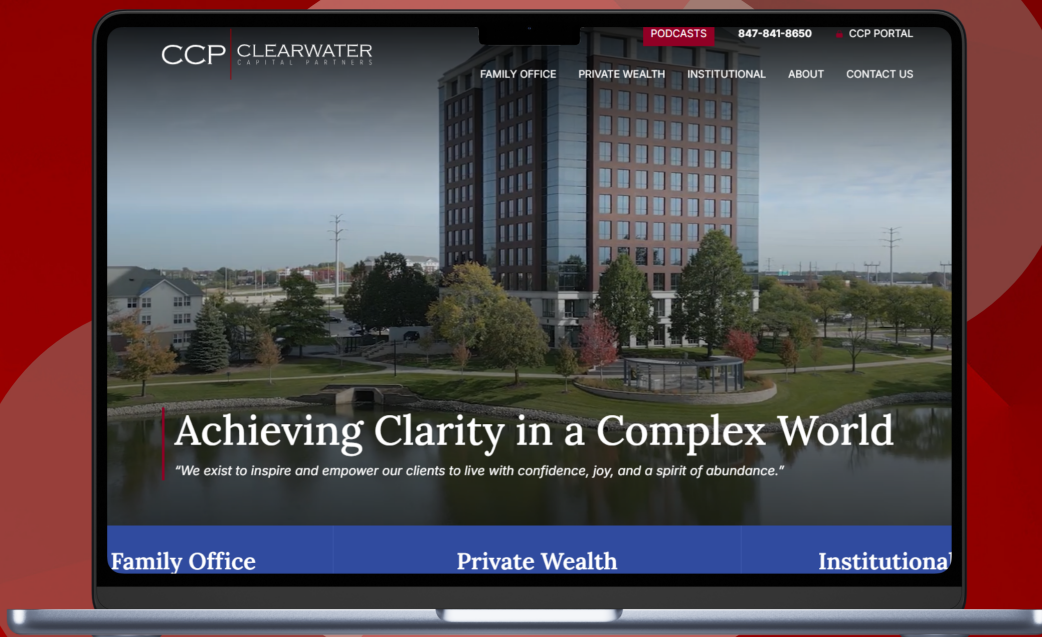 PODCASTS 847-841-8650 CCP PORTAL
CCP CLEARWATER
CAPITAL PARTNERS
FAMILY OFFICE PRIVATE WEALTH INSTITUTIONAL ABOUT CONTACT US
Achieving Clarity in a Complex World
“We exist to inspire and empower our clients to live with confidence, joy, and a spirit of abundance.”
Family Office Private Wealth Institutional